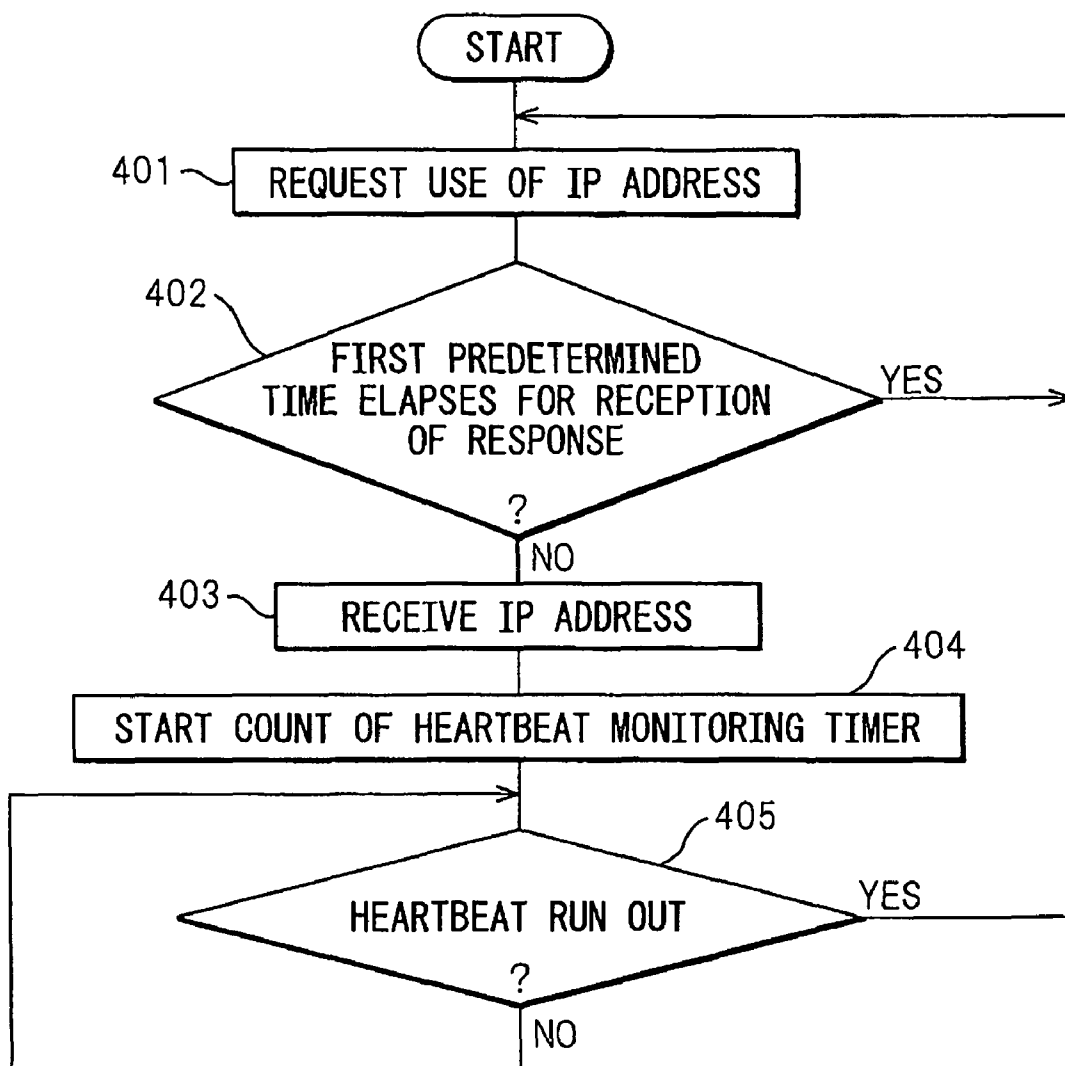 START
401
REQUEST USE OF IP ADDRESS
402
FIRST PREDETERMINED
TIME ELAPSES FOR RECEPTION
OF RESPONSE
?
YES
NO
403
RECEIVE IP ADDRESS
404
START COUNT OF HEARTBEAT MONITORING TIMER
405
HEARTBEAT RUN OUT
?
YES
NO